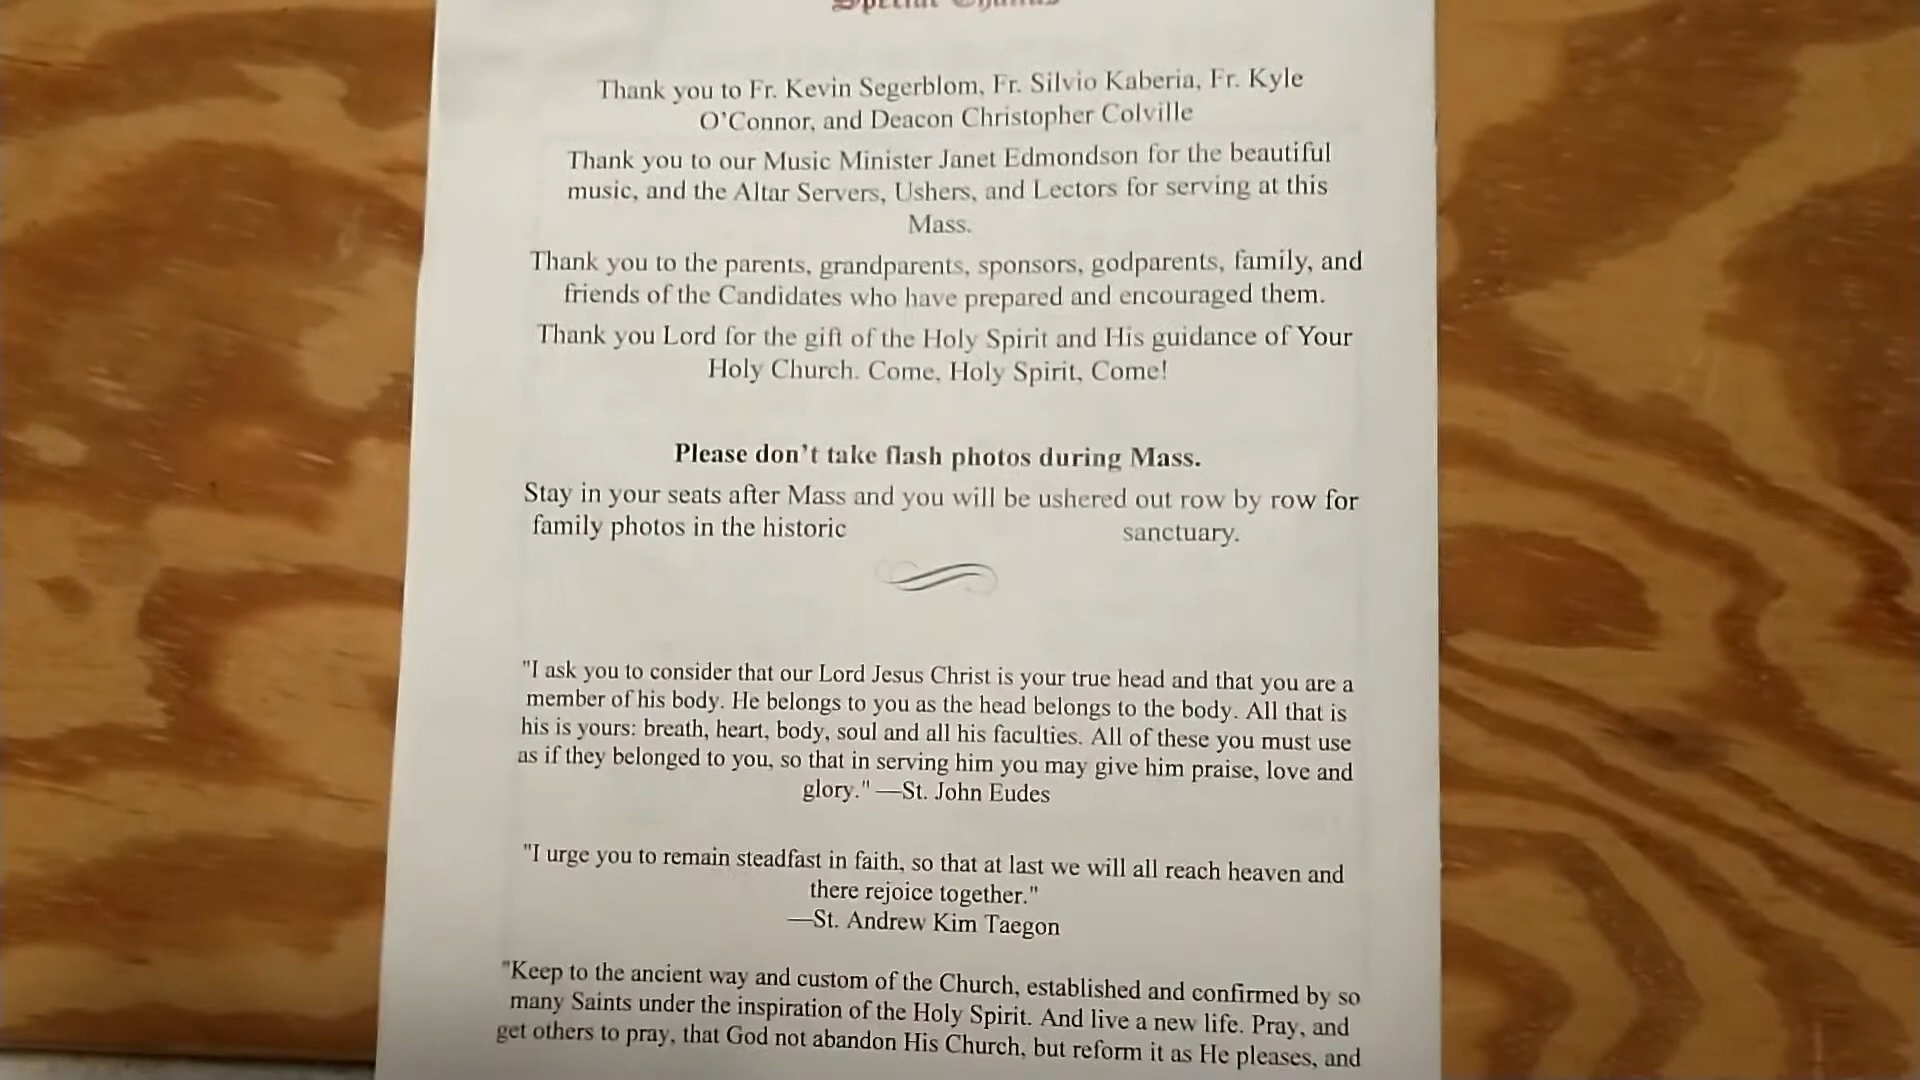 Special Thanks
Thank you to Fr. Kevin Segerblom, Fr. Silvio Kaberia, Fr. Kyle
O’Connor, and Deacon Christopher Colville
Thank you to our Music Minister Janet Edmondson for the beautiful
music, and the Altar Servers, Ushers, and Lectors for serving at this
Mass.
Thank you to the parents, grandparents, sponsors, godparents, family, and
friends of the Candidates who have prepared and encouraged them.
Thank you Lord for the gift of the Holy Spirit and His guidance of Your
Holy Church. Come, Holy Spirit, Come!
Please don’t take flash photos during Mass.
Stay in your seats after Mass and you will be ushered out row by row for
family photos in the historic sanctuary.
"I ask you to consider that our Lord Jesus Christ is your true head and that you are a
member of his body. He belongs to you as the head belongs to the body. All that is
his is yours: breath, heart, body, soul and all his faculties. All of these you must use
as if they belonged to you, so that in serving him you may give him praise, love and
glory." —St. John Eudes
"I urge you to remain steadfast in faith, so that at last we will all reach heaven and
there rejoice together."
—St. Andrew Kim Taegon
"Keep to the ancient way and custom of the Church, established and confirmed by so
many Saints under the inspiration of the Holy Spirit. And live a new life. Pray, and
get others to pray, that God not abandon His Church, but reform it as He pleases, and